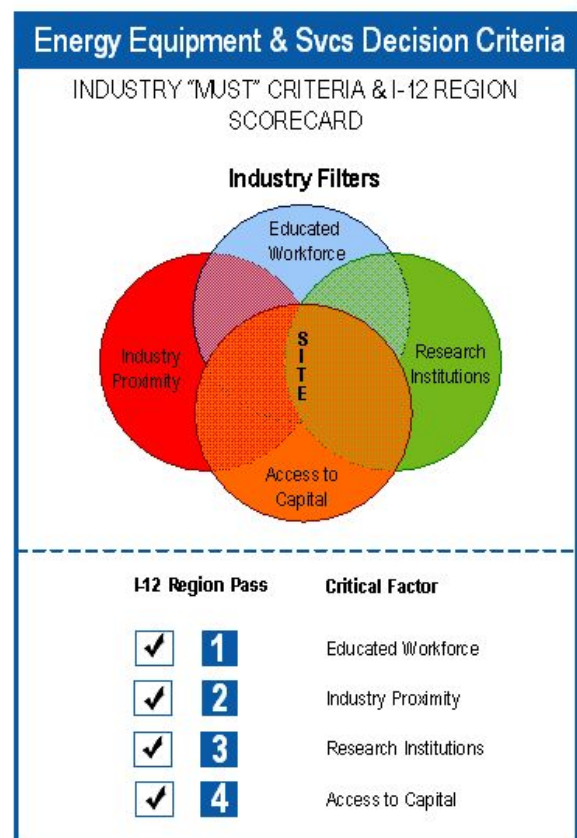 Energy Equipment & Svcs Decision Criteria
INDUSTRY "MUST" CRITERIA & I-12 REGION
SCORECARD
Industry Filters
Educated
Workforce
Industry
Proximity
S
I
T
E
Research
Institutions
Access to
Capital
I-12 Region Pass Critical Factor
1 Educated Workforce
2 Industry Proximity
3 Research Institutions
4 Access to Capital